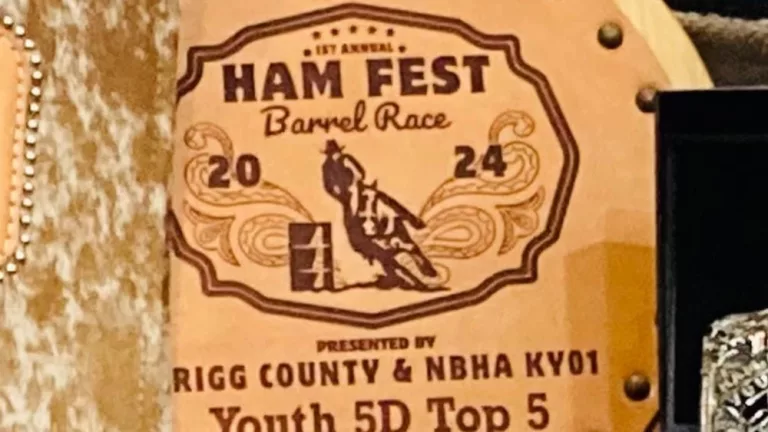 1ST ANNUAL
HAM FEST
Barrel Race
20 24
PRESENTED BY
RIGG COUNTY & NBHA KY01
Youth 5D Top 5